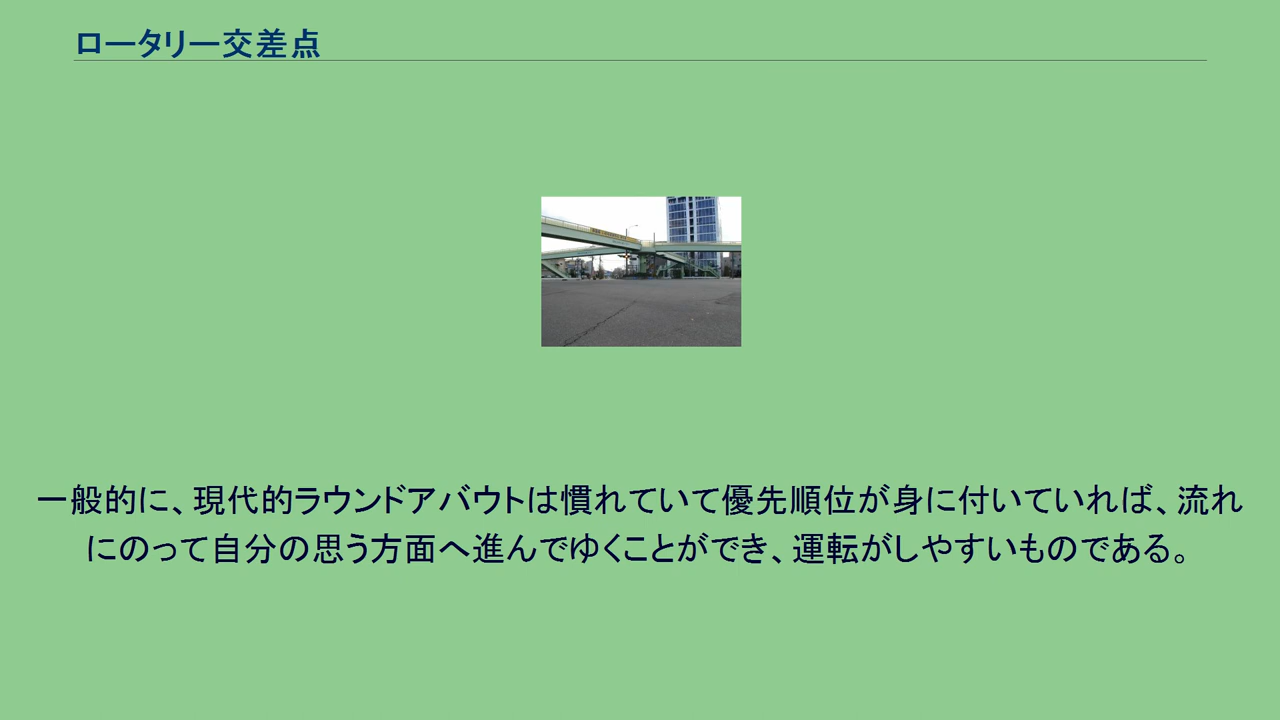 ロータリー交差点
一般的に、現代的ラウンドアバウトは慣れていて優先順位が身に付いていれば、流れ
にのって自分の思う方面へ進んでゆくことができ、運転がしやすいものである。